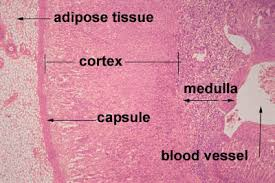 adipose tissue
cortex
medulla
capsule
blood vessel